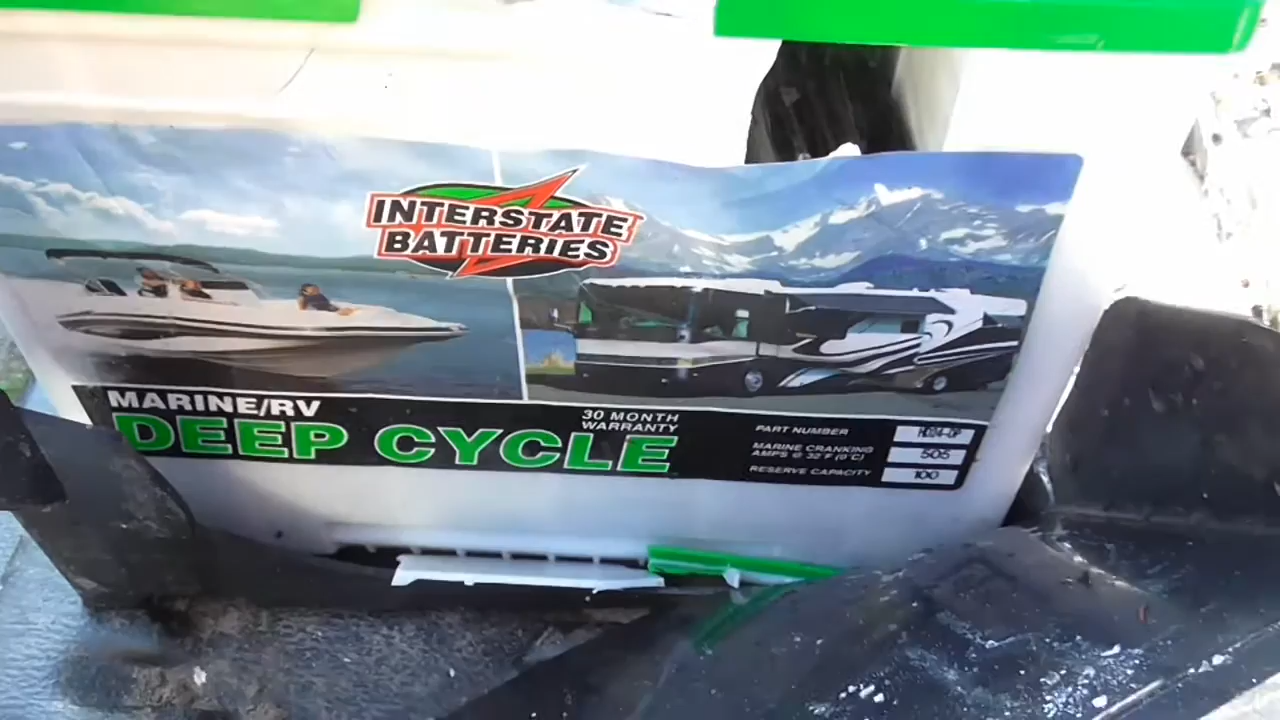 INTERSTATE
BATTERIES
MARINE/RV
DEEP CYCLE
30 MONTH
WARRANTY
PART NUMBER
MARINE CRANKING
AMPS @ 32°F (0°C)
505
RESERVE CAPACITY
100